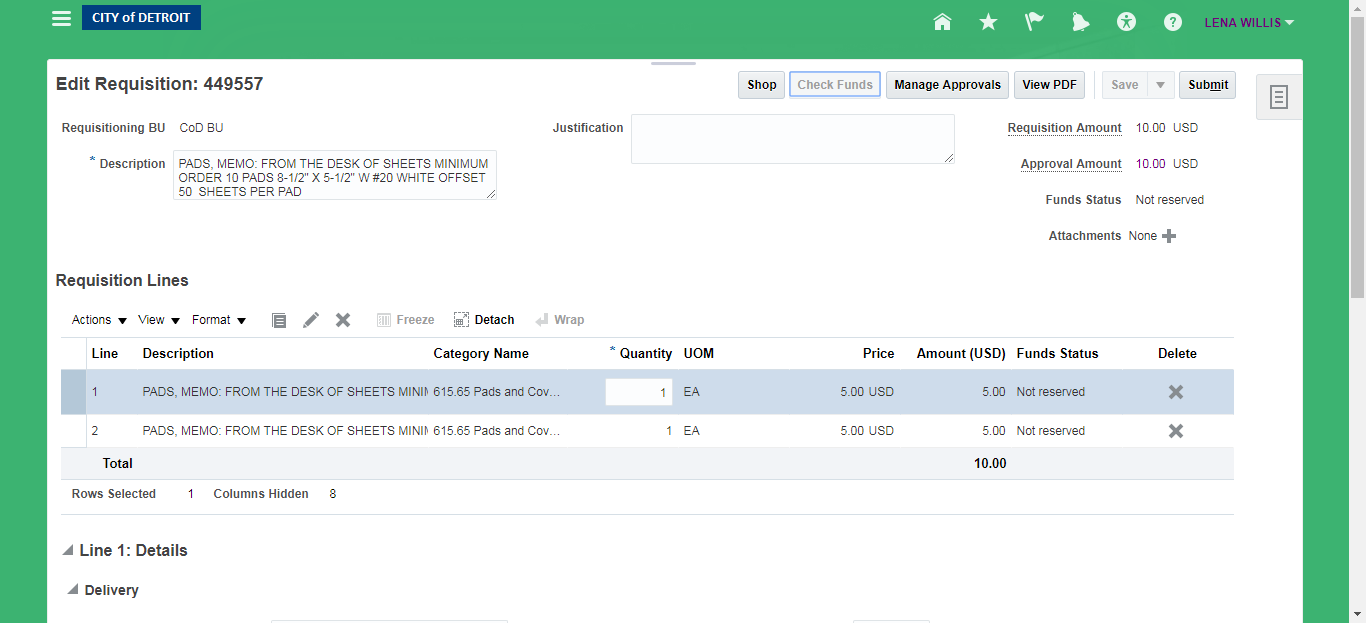 CITY of DETROIT
LENA WILLIS
Edit Requisition: 449557
Shop
Check Funds
Manage Approvals
View PDF
Save
Submit
Requisitioning BU CoD BU
* Description PADS, MEMO: FROM THE DESK OF SHEETS MINIMUM
ORDER 10 PADS 8-1/2" X 5-1/2" W #20 WHITE OFFSET
50 SHEETS PER PAD
Justification
Requisition Amount 10.00 USD
Approval Amount 10.00 USD
Funds Status Not reserved
Attachments None
Requisition Lines
Actions View Format Freeze Detach Wrap
Line Description Category Name * Quantity UOM Price Amount (USD) Funds Status Delete
1 PADS, MEMO: FROM THE DESK OF SHEETS MINI 615.65 Pads and Cov... 1 EA 5.00 USD 5.00 Not reserved
2 PADS, MEMO: FROM THE DESK OF SHEETS MINI 615.65 Pads and Cov... 1 EA 5.00 USD 5.00 Not reserved
Total 10.00
Rows Selected 1 Columns Hidden 8
Line 1: Details
Delivery